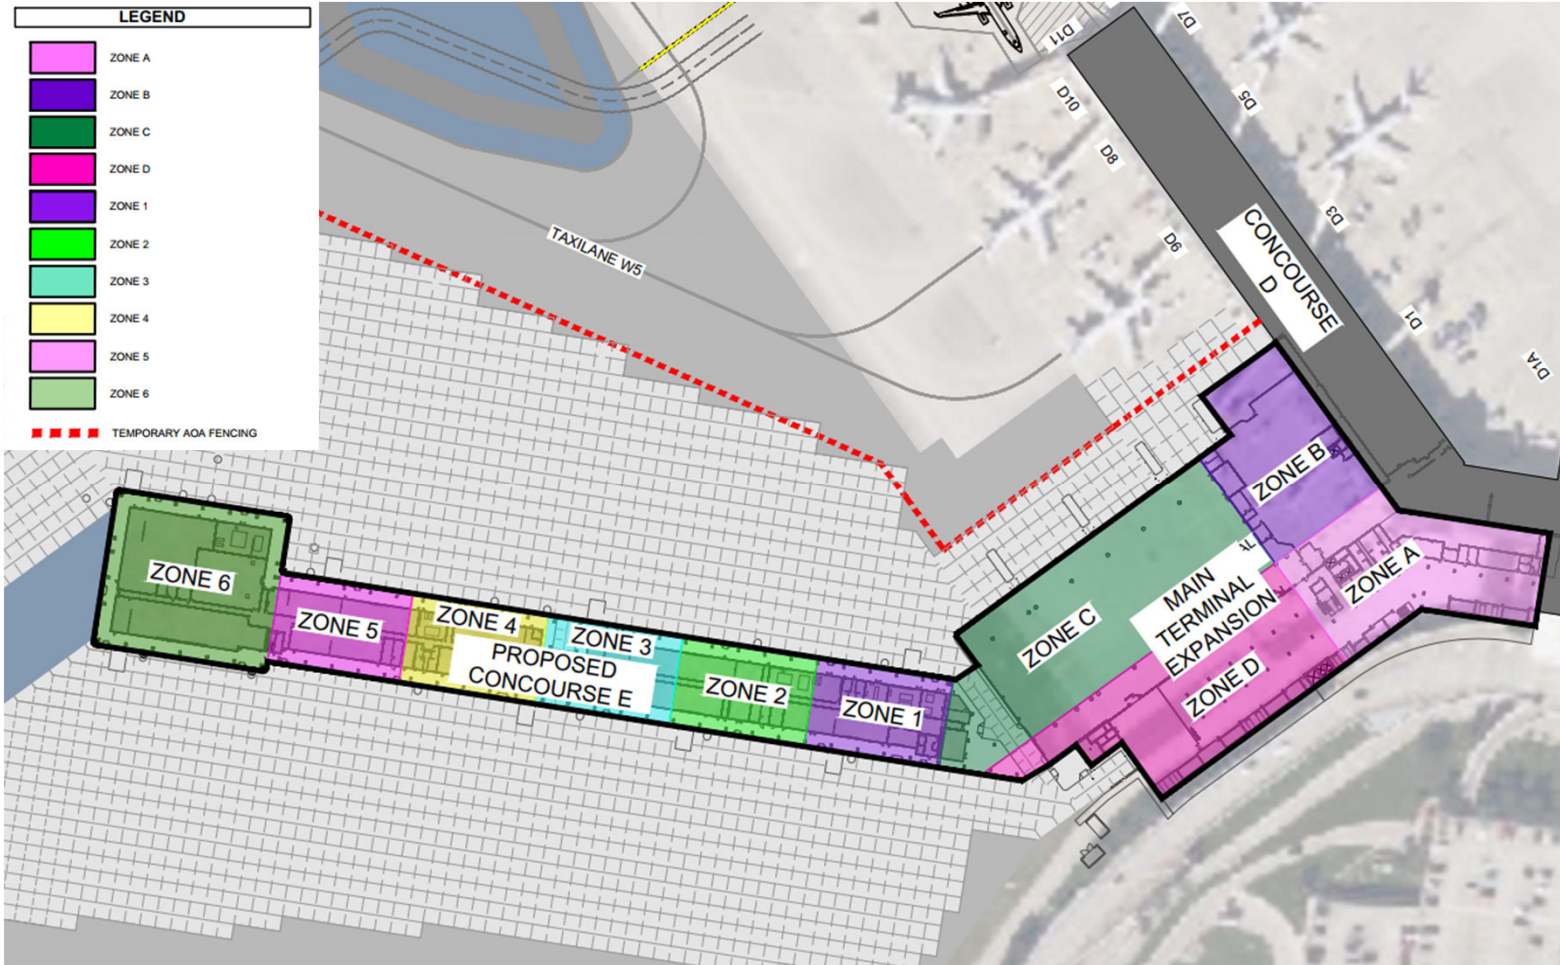 LEGEND
ZONE A
ZONE B
ZONE C
ZONE D
ZONE 1
ZONE 2
ZONE 3
ZONE 4
ZONE 5
ZONE 6
TEMPORARY AOA FENCING
D11
D7
D10
D5
D8
D3
D6
D1
D1A
TAXILANE W5
CONCOURSE
D
ZONE B
ZONE A
ZONE C
MAIN
TERMINAL
EXPANSION
ZONE D
ZONE 6
ZONE 5
ZONE 4
ZONE 3
PROPOSED
CONCOURSE E
ZONE 2
ZONE 1